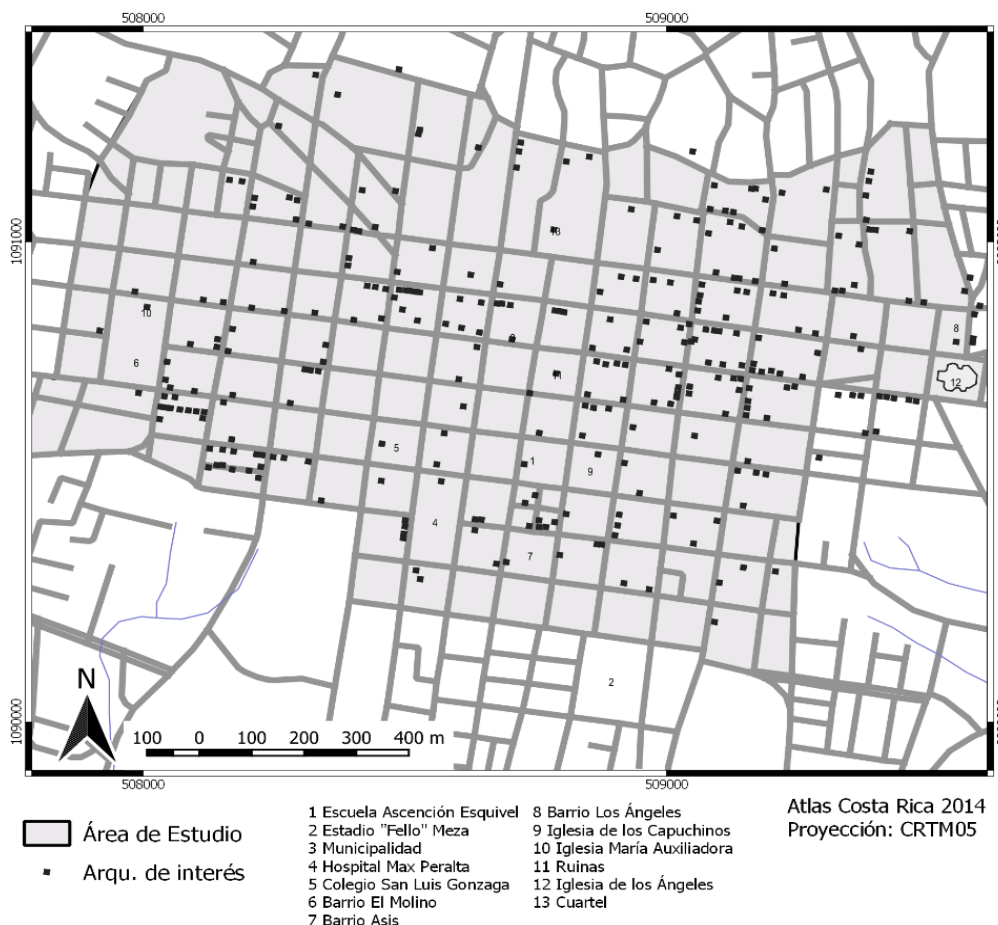 508000
509000
1091000
13
10
3
8
6
11
12
5
1
9
4
7
2
1090000
N
100 0 100 200 300 400 m
508000
509000
Área de Estudio
Arqu. de interés
1 Escuela Ascención Esquivel
2 Estadio "Fello" Meza
3 Municipalidad
4 Hospital Max Peralta
5 Colegio San Luis Gonzaga
6 Barrio El Molino
7 Barrio Asis
8 Barrio Los Ángeles
9 Iglesia de los Capuchinos
10 Iglesia María Auxiliadora
11 Ruinas
12 Iglesia de los Ángeles
13 Cuartel
Atlas Costa Rica 2014
Proyección: CRTM05